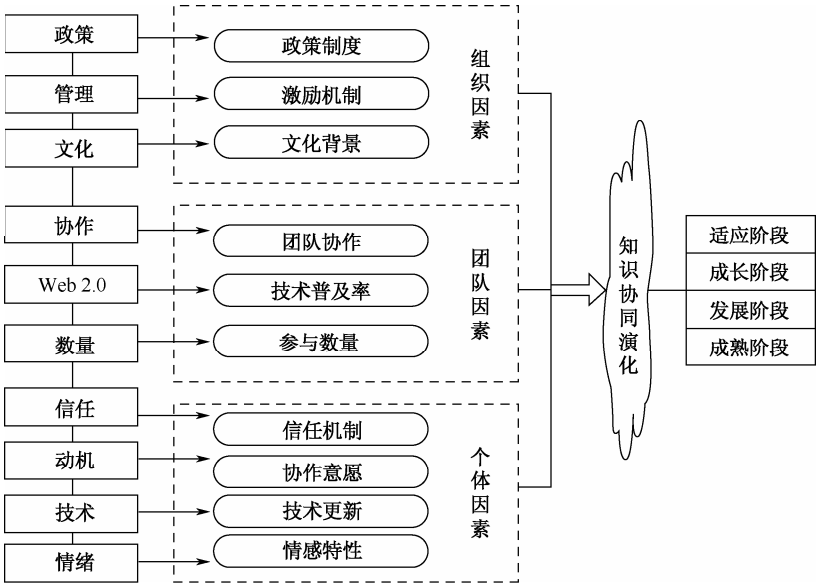 政策
管理
文化
协作
Web 2.0
数量
信任
动机
技术
情绪
政策制度
激励机制
文化背景
组织因素
团队协作
技术普及率
参与数量
团队因素
信任机制
协作意愿
技术更新
情感特性
个体因素
知识协同演化
适应阶段
成长阶段
发展阶段
成熟阶段